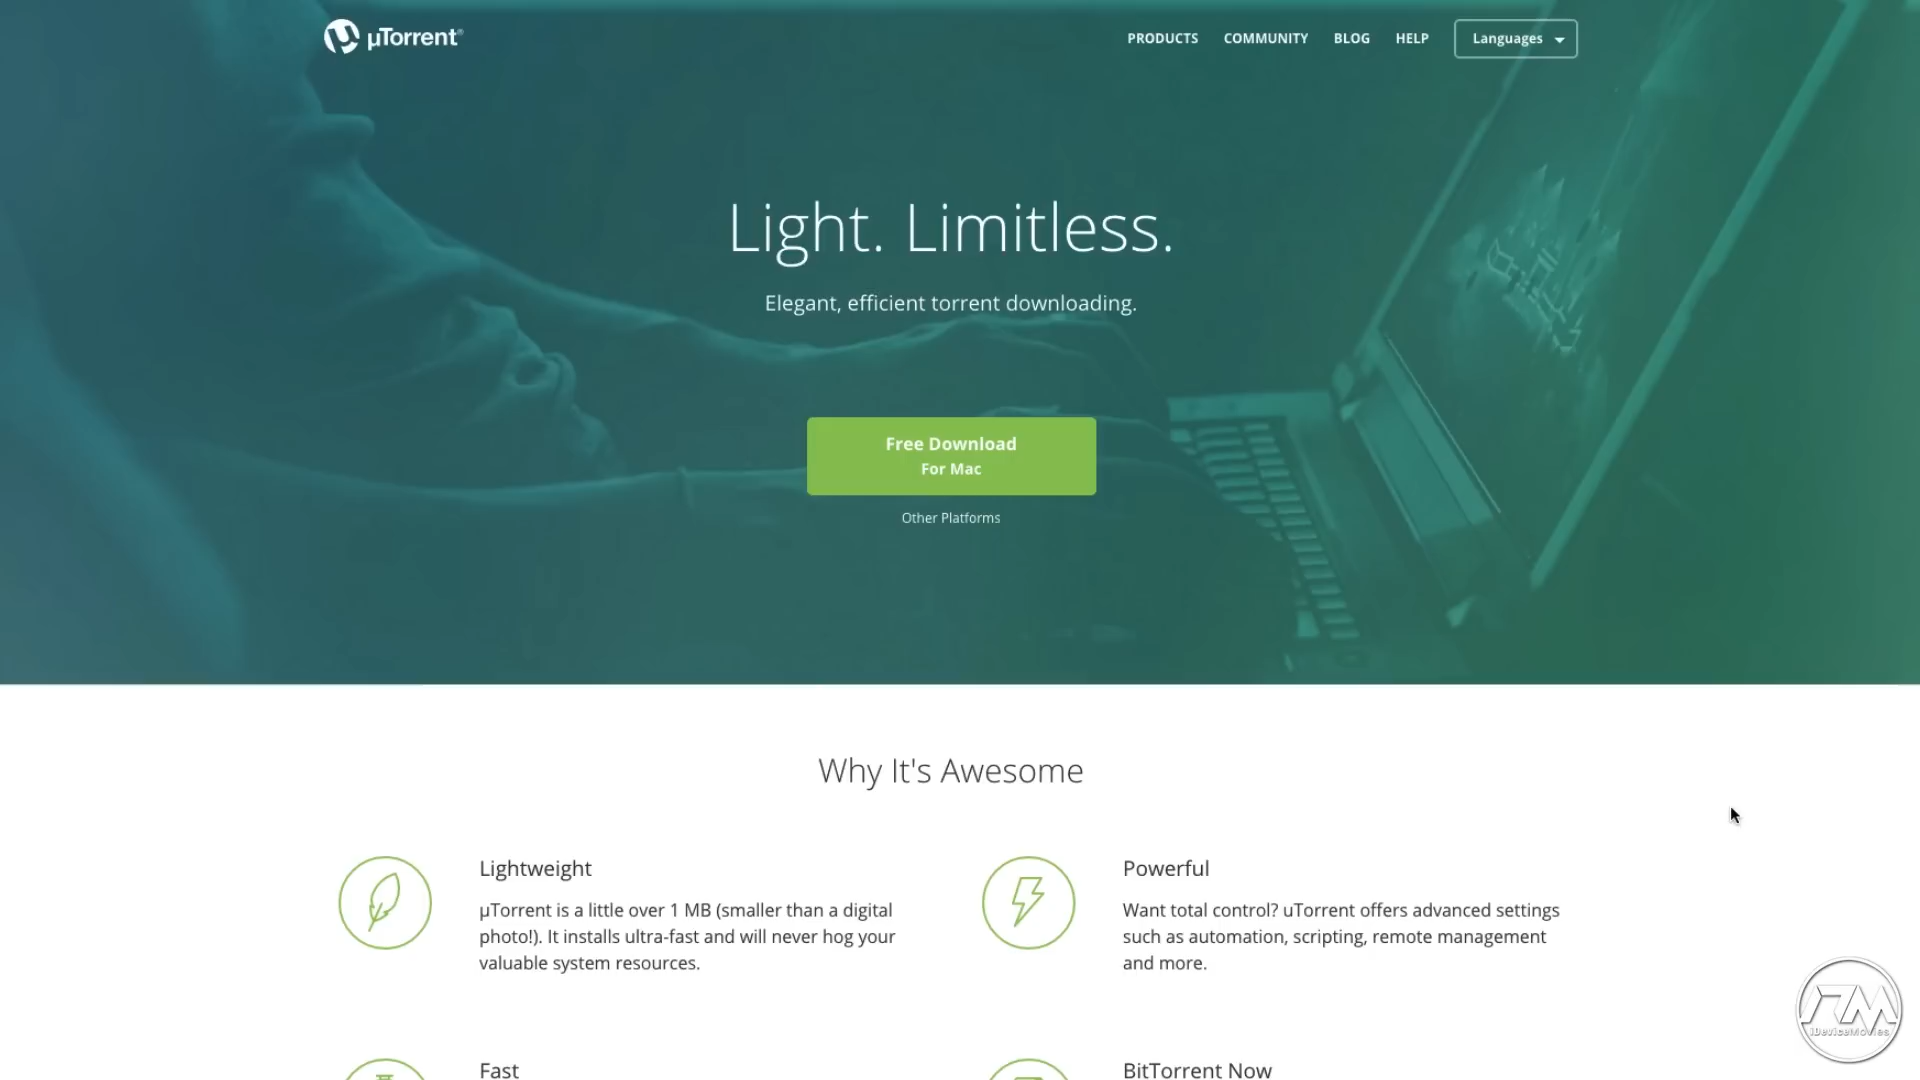 µTorrent®
PRODUCTS
COMMUNITY
BLOG
HELP
Languages
Light. Limitless.
Elegant, efficient torrent downloading.
Free Download
For Mac
Other Platforms
Why It's Awesome
Lightweight
µTorrent is a little over 1 MB (smaller than a digital
photo!). It installs ultra-fast and will never hog your
valuable system resources.
Powerful
Want total control? uTorrent offers advanced settings
such as automation, scripting, remote management
and more.
Fast
BitTorrent Now
iDeviceMovies